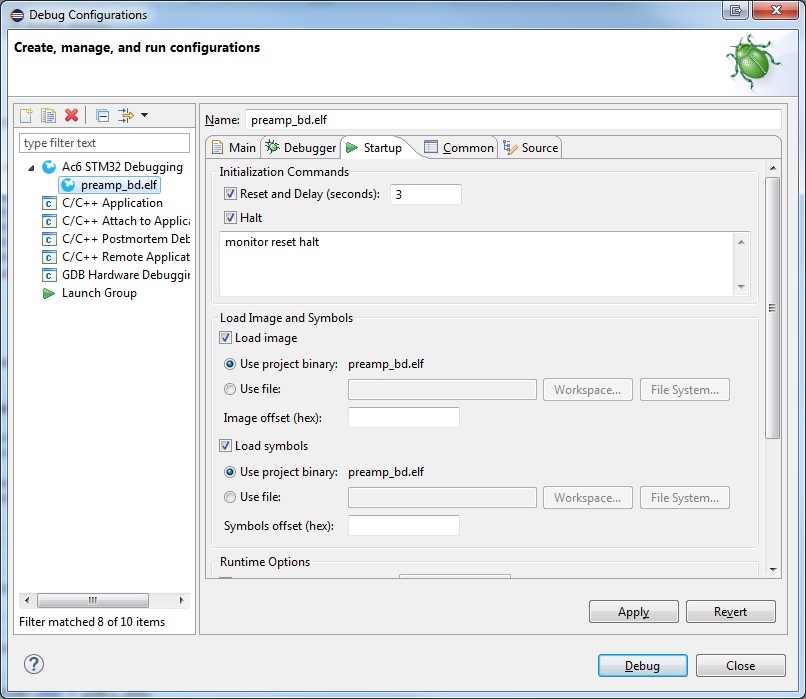 Debug Configurations
Create, manage, and run configurations
type filter text
Ac6 STM32 Debugging
preamp_bd.elf
C/C++ Application
C/C++ Attach to Applica
C/C++ Postmortem Deb
C/C++ Remote Applicat
GDB Hardware Debuggin
Launch Group
Filter matched 8 of 10 items
Name: preamp_bd.elf
Main Debugger Startup Common Source
Initialization Commands
Reset and Delay (seconds): 3
Halt
monitor reset halt
Load Image and Symbols
Load image
Use project binary: preamp_bd.elf
Use file: Workspace... File System...
Image offset (hex):
Load symbols
Use project binary: preamp_bd.elf
Use file: Workspace... File System...
Symbols offset (hex):
Runtime Options
Apply Revert
Debug Close